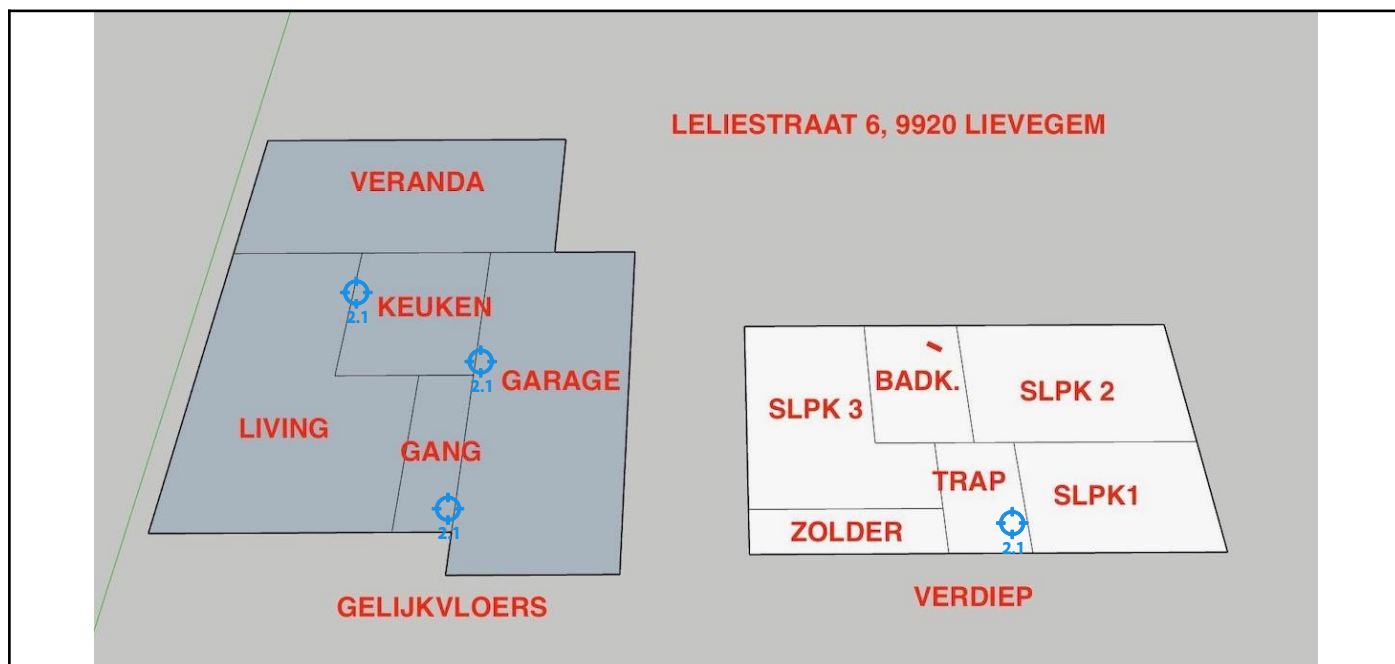 LELIESTRAAT 6, 9920 LIEVEGEM
VERANDA
2.1
KEUKEN
2.1
GARAGE
LIVING
GANG
2.1
GELIJKVLOERS
BADK.
SLPK 3
SLPK 2
TRAP
SLPK1
ZOLDER
2.1
VERDIEP